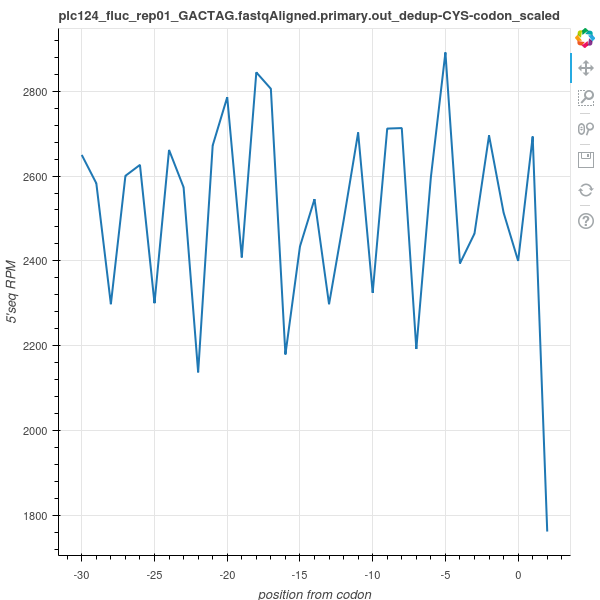 plc124_fluc_rep01_GACTAG.fastqAligned.primary.out_dedup-CYS-codon_scaled
2800
2600
2400
2200
2000
1800
5'seq RPM
-30 -25 -20 -15 -10 -5 0
position from codon